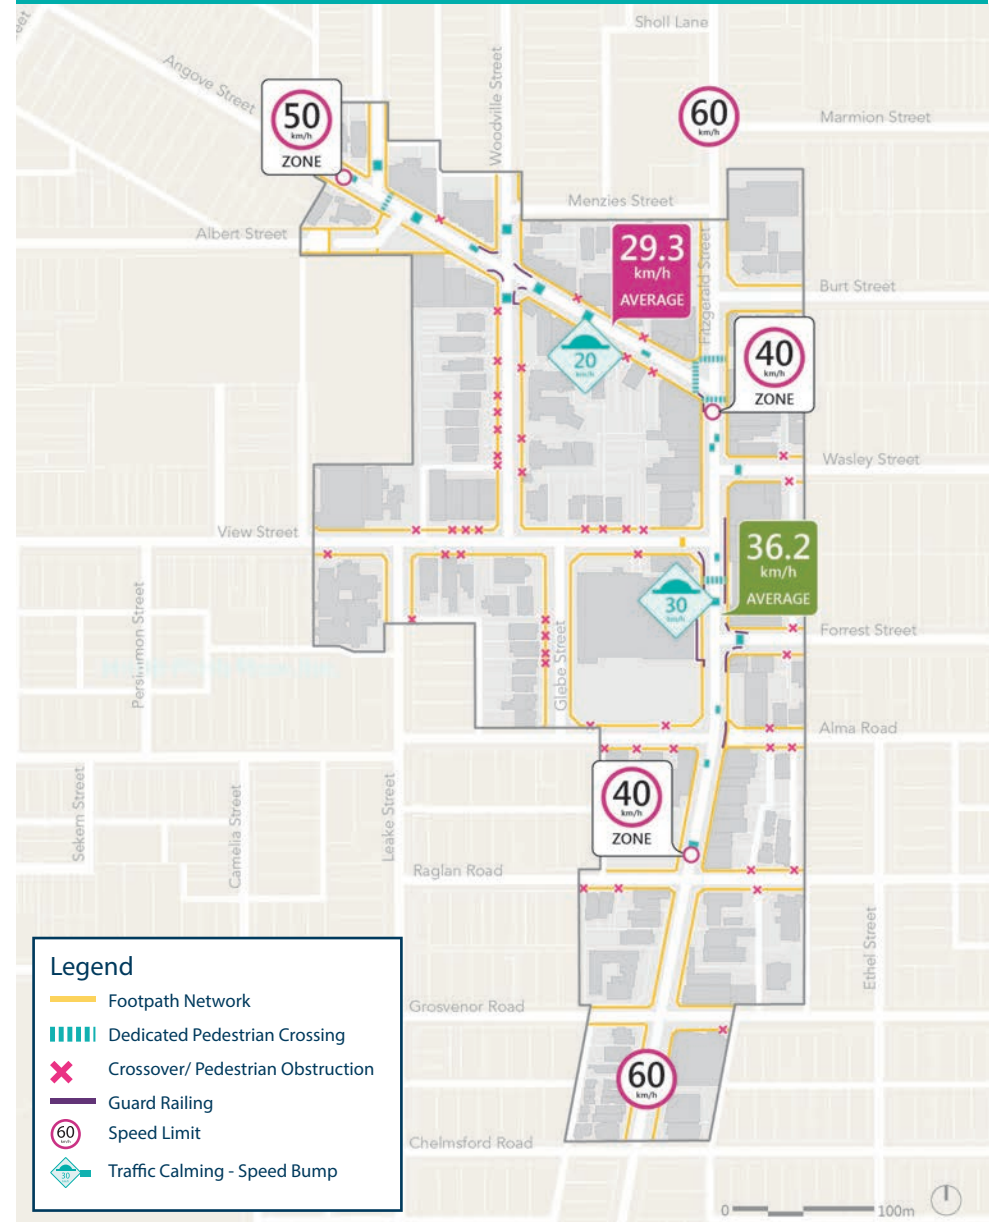 Sholl Lane
Angove Street
Woodville Street
50
km/h
ZONE
60
km/h
Marmion Street
Menzies Street
Albert Street
29.3
km/h
AVERAGE
Fitzgerald Street
Burt Street
20
km/h
40
km/h
ZONE
Wasley Street
View Street
36.2
km/h
AVERAGE
30
km/h
Persimmon Street
Glebe Street
Forrest Street
Alma Road
Sekem Street
Camelia Street
Leake Street
40
km/h
ZONE
Raglan Road
Ethel Street
Grosvenor Road
60
km/h
Chelmsford Road
0
100m
Legend
Footpath Network
Dedicated Pedestrian Crossing
Crossover/ Pedestrian Obstruction
Guard Railing
60
km/h
Speed Limit
30
Traffic Calming - Speed Bump